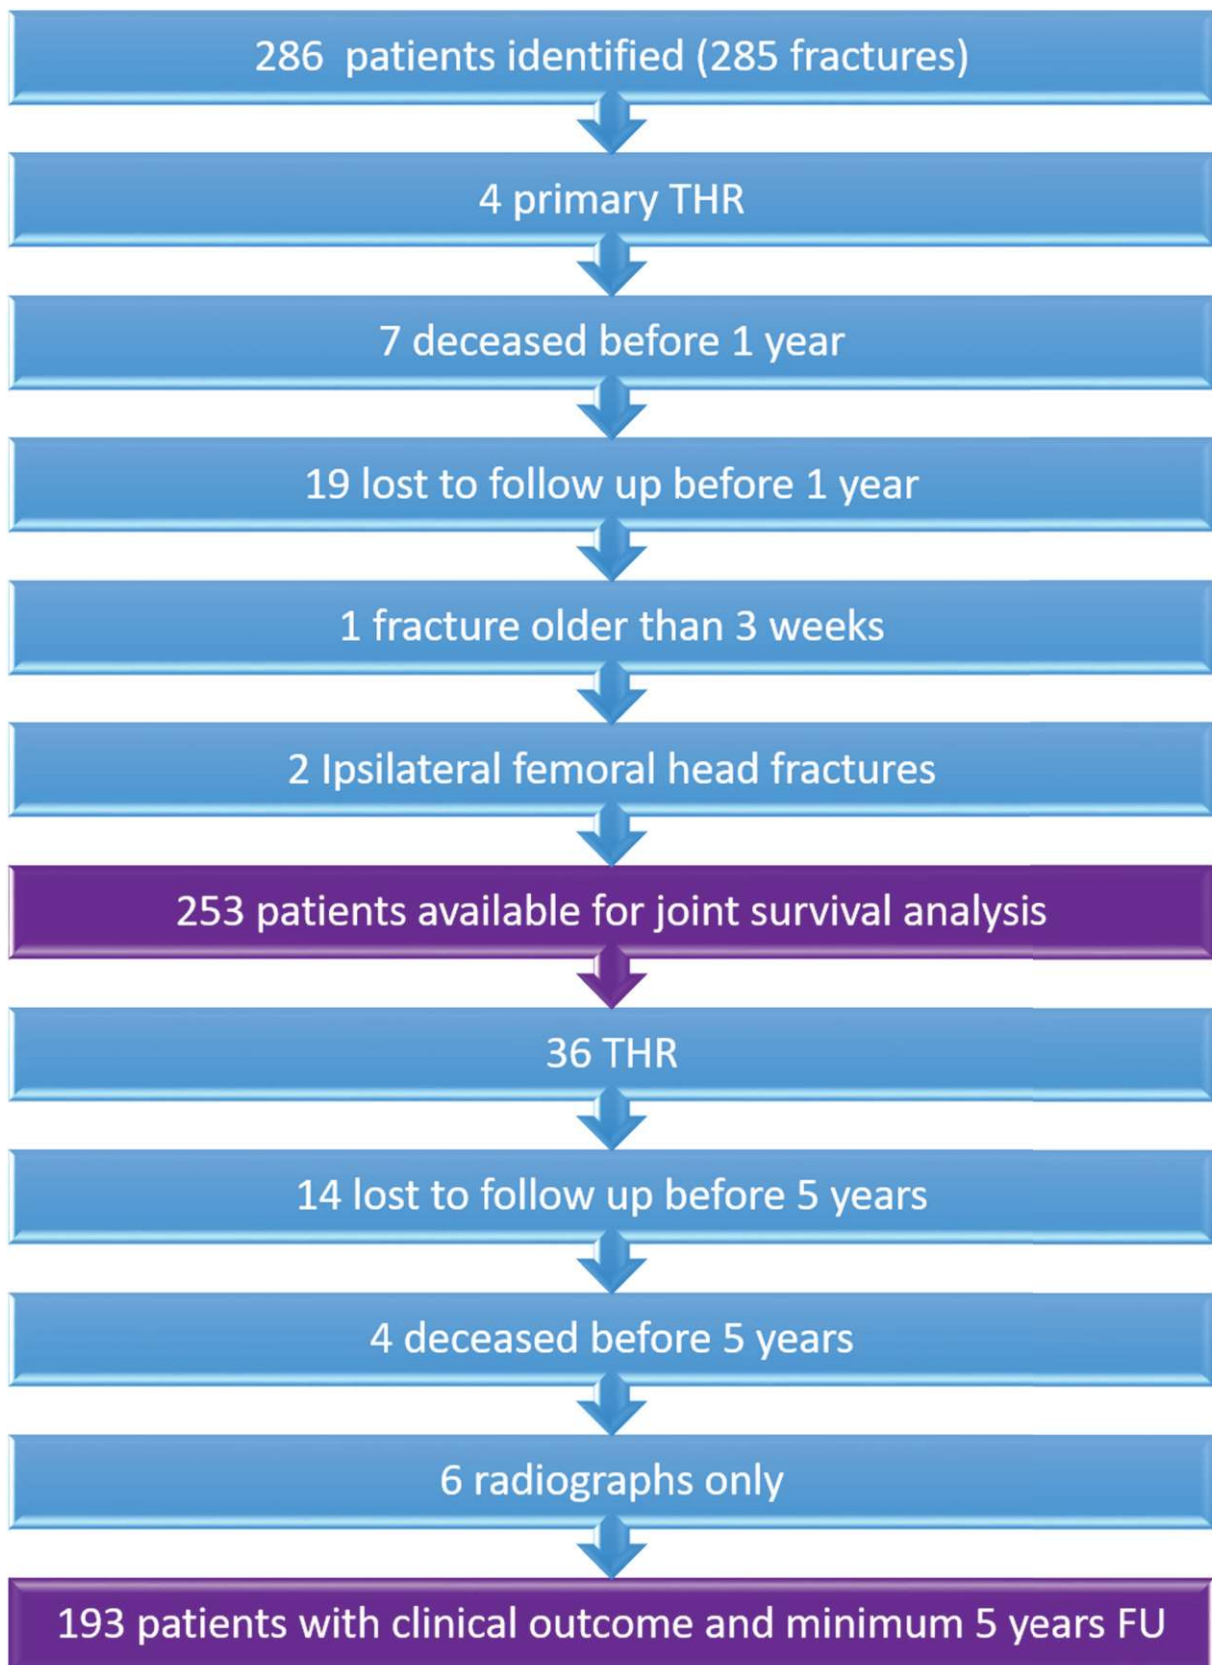 286 patients identified (285 fractures)
4 primary THR
7 deceased before 1 year
19 lost to follow up before 1 year
1 fracture older than 3 weeks
2 Ipsilateral femoral head fractures
253 patients available for joint survival analysis
36 THR
14 lost to follow up before 5 years
4 deceased before 5 years
6 radiographs only
193 patients with clinical outcome and minimum 5 years FU